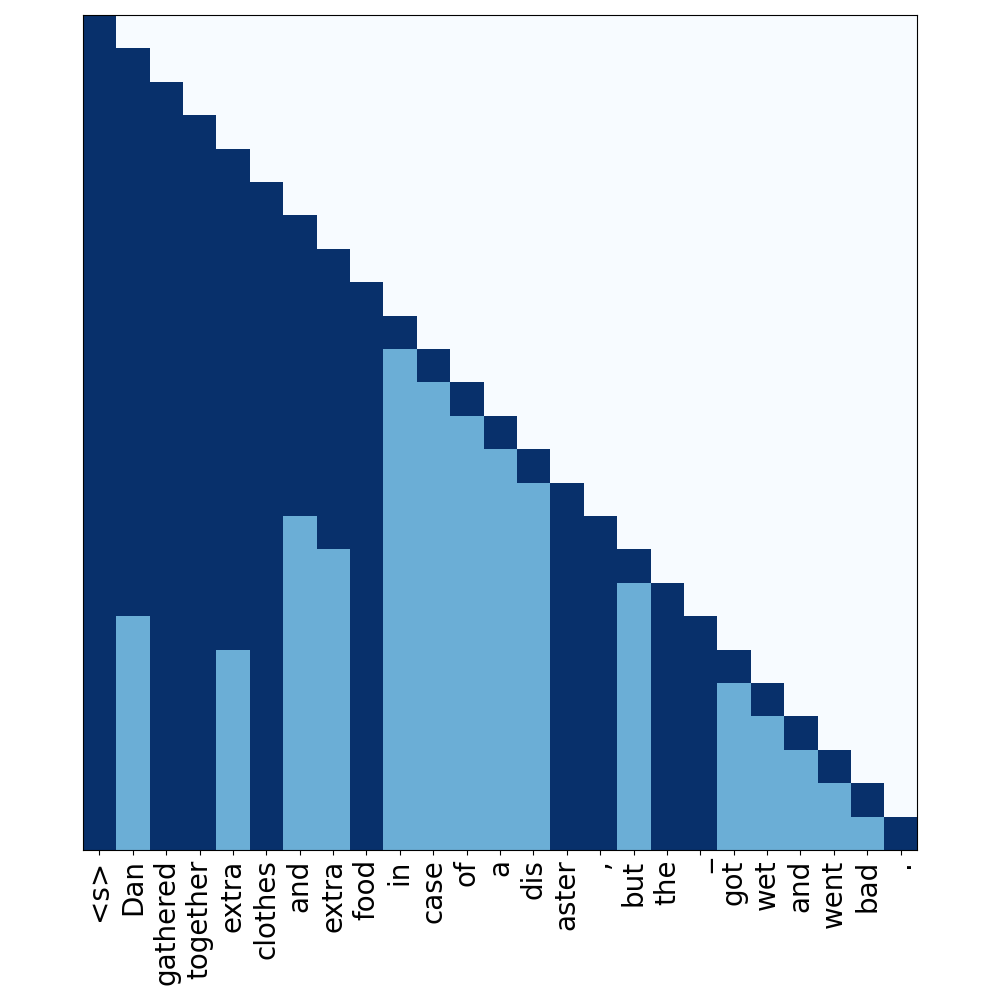 <s>
Dan
gathered
together
extra
clothes
and
extra
food
in
case
of
a
dis
aster
,
but
the
_
got
wet
and
went
bad
.